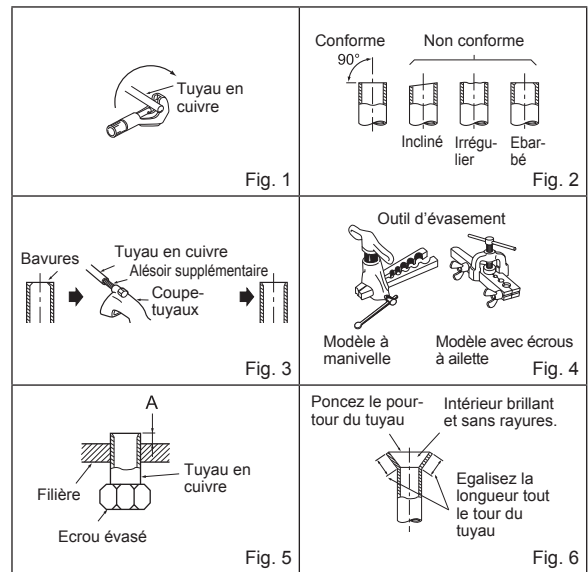 Tuyau en
cuivre
Fig. 1
Conforme
Non conforme
90°
Incliné
Irrégu-
lier
Ebar-
bé
Fig. 2
Bavures
Tuyau en cuivre
Alésoir supplémentaire
Coupe-
tuyaux
Fig. 3
Outil d'évasement
Modèle à
manivelle
Modèle avec écrous
à ailette
Fig. 4
A
Filière
Tuyau en
cuivre
Ecrou évasé
Fig. 5
Poncez le pour-
tour du tuyau
Intérieur brillant
et sans rayures.
Egalisez la
longueur tout
le tour du
tuyau
Fig. 6